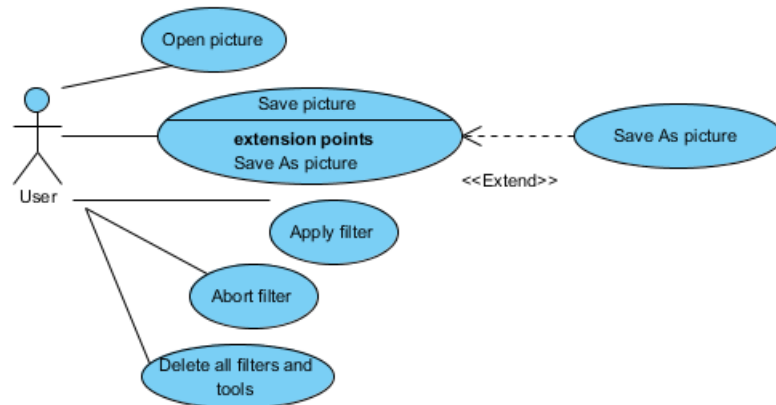 Open picture
Save picture
extension points
Save As picture
Save As picture
<<Extend>>
User
Apply filter
Abort filter
Delete all filters and
tools